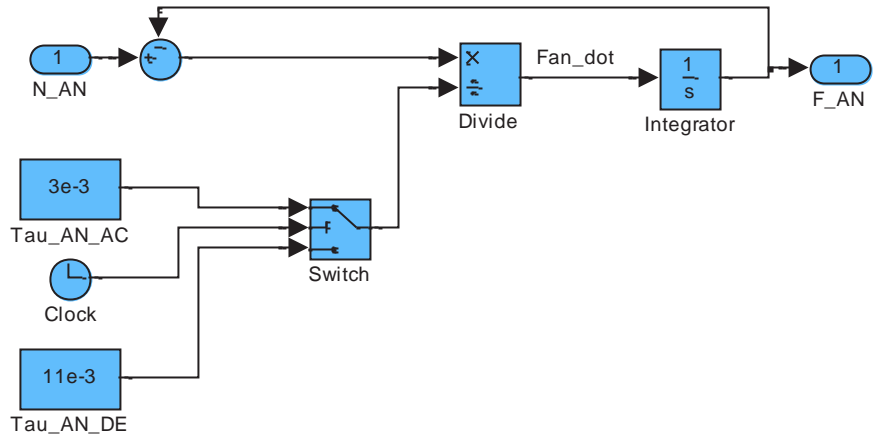 1
N_AN
+
-
×
÷
Divide
Fan_dot
1
s
Integrator
1
F_AN
3e-3
Tau_AN_AC
Clock
Switch
11e-3
Tau_AN_DE